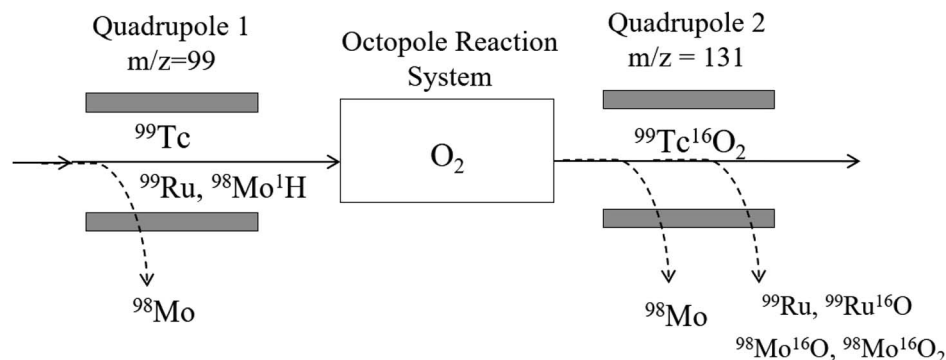 Quadrupole 1
m/z=99
Octopole Reaction
System
Quadrupole 2
m/z = 131
⁹⁹Tc
⁹⁹Ru, ⁹⁸Mo¹H
O₂
⁹⁹Tc¹⁶O₂
⁹⁸Mo
⁹⁸Mo
⁹⁹Ru, ⁹⁹Ru¹⁶O
⁹⁸Mo¹⁶O, ⁹⁸Mo¹⁶O₂